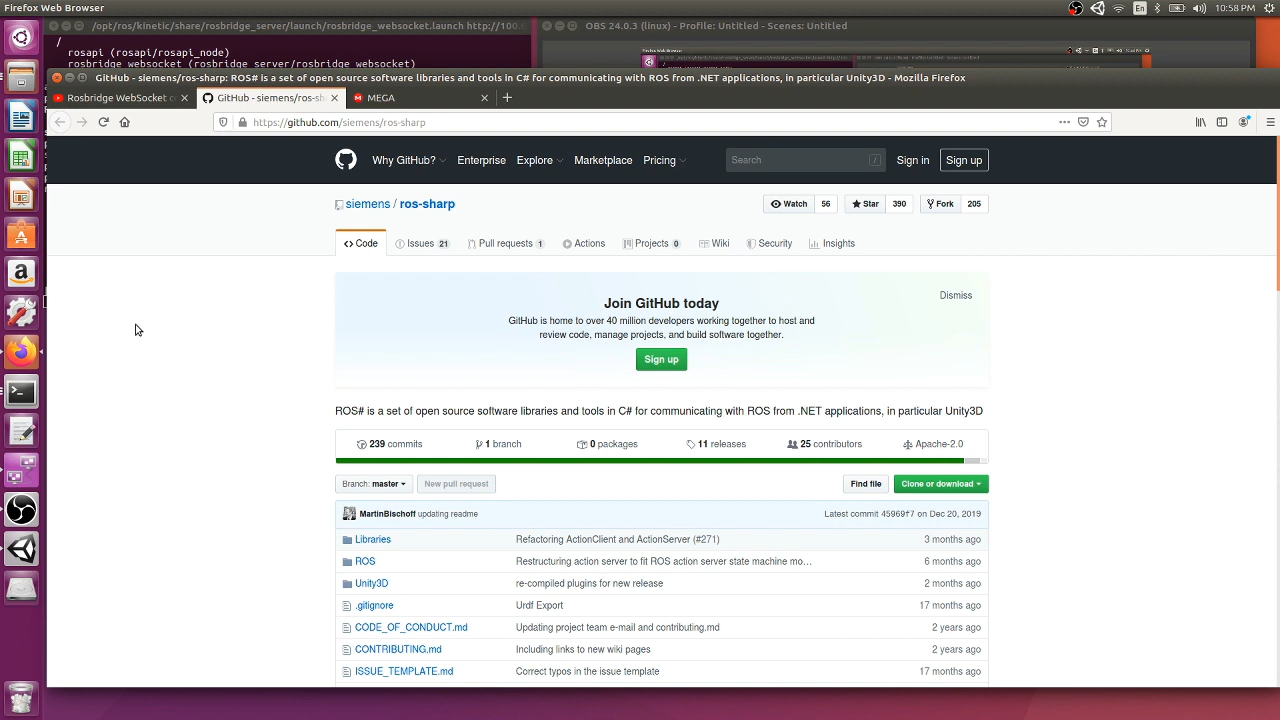 Firefox Web Browser
En
10:58 PM
/opt/ros/kinetic/share/rosbridge_server/launch/rosbridge_websocket.launch http://100.
OBS 24.0.3 (linux) - Profile: Untitled - Scenes: Untitled
/
rosapi (rosapi/rosapi_node)
rosbridge_websocket (rosbridge_server/rosbridge_websocket)
GitHub - siemens/ros-sharp: ROS# is a set of open source software libraries and tools in C# for communicating with ROS from .NET applications, in particular Unity3D - Mozilla Firefox
Rosbridge WebSocket c
GitHub - siemens/ros-sh
MEGA
https://github.com/siemens/ros-sharp
Why GitHub?
Enterprise
Explore
Marketplace
Pricing
Search
/
Sign in
Sign up
siemens / ros-sharp
Watch 56
Star 390
Fork 205
Code
Issues 21
Pull requests 1
Actions
Projects 0
Wiki
Security
Insights
Join GitHub today
Dismiss
GitHub is home to over 40 million developers working together to host and
review code, manage projects, and build software together.
Sign up
ROS# is a set of open source software libraries and tools in C# for communicating with ROS from .NET applications, in particular Unity3D
239 commits
1 branch
0 packages
11 releases
25 contributors
Apache-2.0
Branch: master
New pull request
Find file
Clone or download
MartinBischoff updating readme
Latest commit 45969f7 on Dec 20, 2019
Libraries
Refactoring ActionClient and ActionServer (#271)
3 months ago
ROS
Restructuring action server to fit ROS action server state machine mo…
6 months ago
Unity3D
re-compiled plugins for new release
2 months ago
.gitignore
Urdf Export
17 months ago
CODE_OF_CONDUCT.md
Updating project team e-mail and contributing.md
2 years ago
CONTRIBUTING.md
Including links to new wiki pages
2 years ago
ISSUE_TEMPLATE.md
Correct typos in the issue template
17 months ago